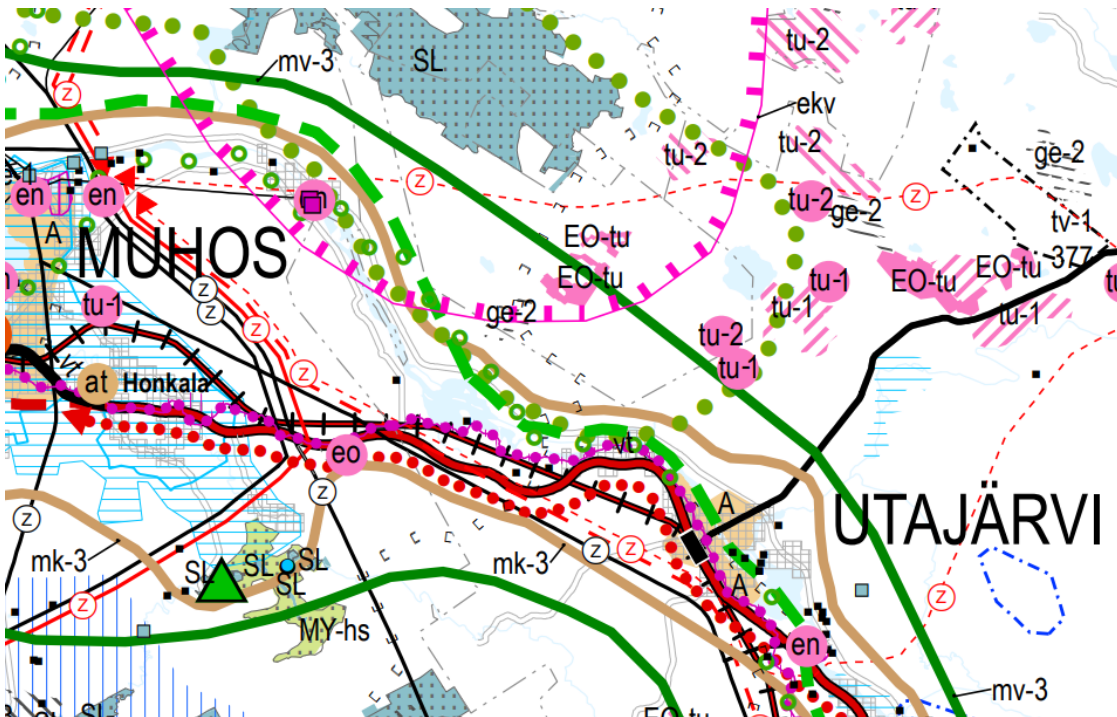 tu-2
mv-3
SL
ekv
tu-2
tu-2
ge-2
en
en
tu-2
ge-2
A
tv-1
MUHOS
EO-tu
377
EO-tu
EO-tu
EO-tu
tu-1
tu-1
tu-1
ge-2
tu-2
tu-1
vt
at
Honkala
tu-1
eo
vt
A
UTAJÄRVI
mk-3
mk-3
SL
SL
SL
A
MY-hs
en
mv-3
SL
EO-tu
z
z
z
z
z
z
z
z
z
z
z
z
z